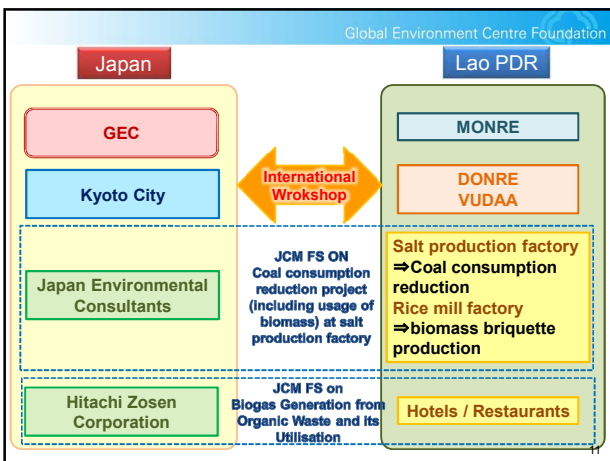 Global Environment Centre Foundation
Japan
Lao PDR
GEC
MONRE
Kyoto City
International
Wrokshop
DONRE
VUDAA
Japan Environmental
Consultants
JCM FS ON
Coal consumption
reduction project
(including usage of
biomass) at salt
production factory
Salt production factory
⇒Coal consumption
reduction
Rice mill factory
⇒biomass briquette
production
Hitachi Zosen
Corporation
JCM FS on
Biogas Generation from
Organic Waste and its
Utilisation
Hotels / Restaurants
11